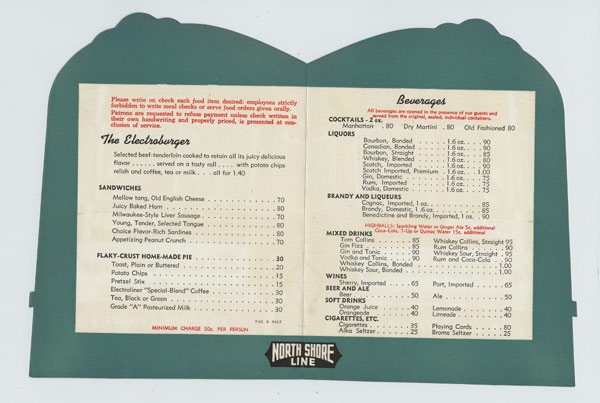 Please write on check each food item desired; employees strictly
forbidden to write meal checks or serve food orders given orally.
Patrons are requested to refuse payment unless check written in
their own handwriting and properly priced, is presented at con-
clusion of service.
The Electroburger
Selected beef-tenderloin cooked to retain all its juicy delicious
flavor . . . . . . served on a tasty roll . . . . with potato chips
relish and coffee, tea or milk . . . all for 1.40
SANDWICHES
Mellow tang, Old English Cheese . . . . . . . 70
Juicy Baked Ham . . . . . . . 80
Milwaukee-Style Liver Sausage . . . . . . . 70
Young, Tender, Selected Tongue . . . . . . . 80
Choice Flavor-Rich Sardines . . . . . . . 80
Appetizing Peanut Crunch . . . . . . . 70
FLAKY-CRUST HOME-MADE PIE . . . . . . . 30
Toast, Plain or Buttered . . . . . . . 20
Potato Chips . . . . . . . 15
Pretzel Stix . . . . . . . 15
Electroliner "Special-Blend" Coffee . . . . . . . 30
Tea, Black or Green . . . . . . . 30
Grade "A" Pasteurized Milk . . . . . . . 30
MINIMUM CHARGE 50c. PER PERSON
Beverages
All beverages are opened in the presence of our guests and
served from the original, sealed, individual containers.
COCKTAILS - 2 oz.
Manhattan . 80 Dry Martini . 80 Old Fashioned 80
LIQUORS
Bourbon, Bonded . . . . . 1.6 oz. . . . 90
Canadian, Bonded . . . . . 1.6 oz. . . . 90
Bourbon, Straight . . . . . 1.6 oz. . . . 85
Whiskey, Blended . . . . . 1.6 oz. . . . 80
Scotch, Imported . . . . . 1.6 oz. . . . 90
Scotch Imported, Premium . 1.6 oz. . . 1.00
Gin, Domestic . . . . . 1.6 oz. . . . 75
Rum, Imported . . . . . 1.6 oz. . . . 75
Vodka, Domestic . . . . . 1.6 oz. . . . 75
BRANDY AND LIQUEURS
Cognac, Imported, 1 oz. . . . . . . 85
Brandy, Domestic, 1.6 oz. . . . . . . 85
Benedictine and Brandy, Imported, 1 oz. . 90
HIGHBALLS: Sparkling Water or Ginger Ale 5c. additional
Coca-Cola, 7-Up or Quinac Water 15c. additional
MIXED DRINKS
Tom Collins . . . . 85 Whiskey Collins, Straight 95
Gin Fizz . . . . 85 Rum Collins . . . . 90
Gin and Tonic . . . . 90 Whiskey Sour, Straight . 95
Vodka and Tonic . . . . 90 Rum and Coca-Cola . . 90
Whiskey Collins, Bonded . . . . . . . 1.00
Whiskey Sour, Bonded . . . . . . . 1.00
WINES
Sherry, Imported . . . . 65 Port, Imported . . . . 65
BEER AND ALE
Beer . . . . . 50 Ale . . . . . 50
SOFT DRINKS
Orange Juice . . . . 40 Lemonade . . . . 40
Orangeade . . . . 40 Limeade . . . . 40
CIGARETTES, ETC.
Cigarettes . . . . 35 Playing Cards . . . 80
Alka Seltzer . . . . 25 Bromo Seltzer . . . 25
NORTH SHORE
LINE